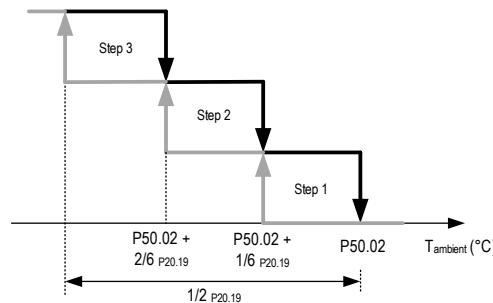 Step 3
Step 2
Step 1
P50.02 + P50.02 + P50.02 Tambient (°C)
2/6 P20.19 1/6 P20.19
1/2 P20.19